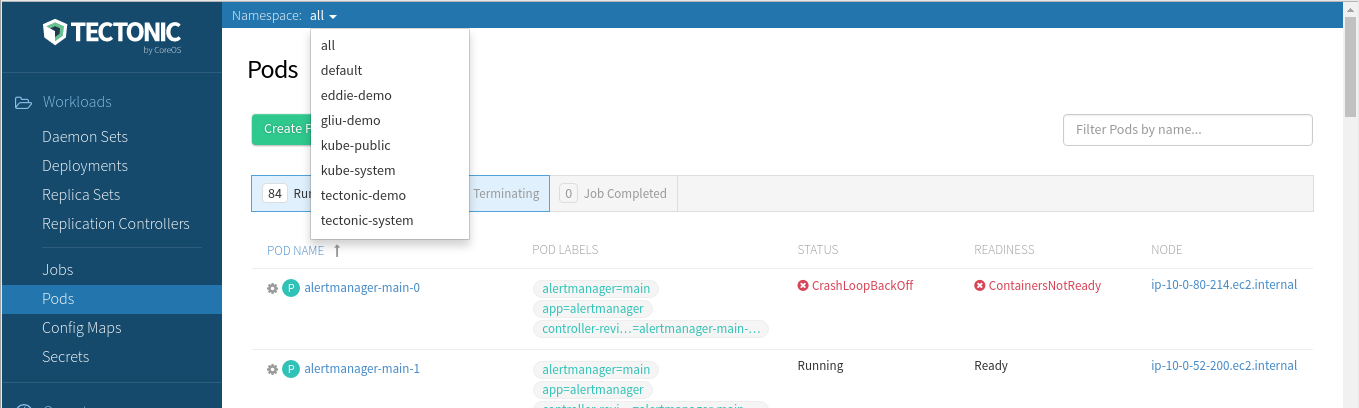 TECTONIC
by CoreOS
Namespace: all
all
default
eddie-demo
gliu-demo
kube-public
kube-system
tectonic-demo
tectonic-system
Workloads
Daemon Sets
Deployments
Replica Sets
Replication Controllers
Jobs
Pods
Config Maps
Secrets
Pods
Create
Filter Pods by name...
84 Terminating 0 Job Completed
POD NAME POD LABELS STATUS READINESS NODE
P alertmanager-main-0 alertmanager=main CrashLoopBackOff ContainersNotReady ip-10-0-80-214.ec2.internal
app=alertmanager
controller-revi…=alertmanager-main-…
P alertmanager-main-1 alertmanager=main Running Ready ip-10-0-52-200.ec2.internal
app=alertmanager